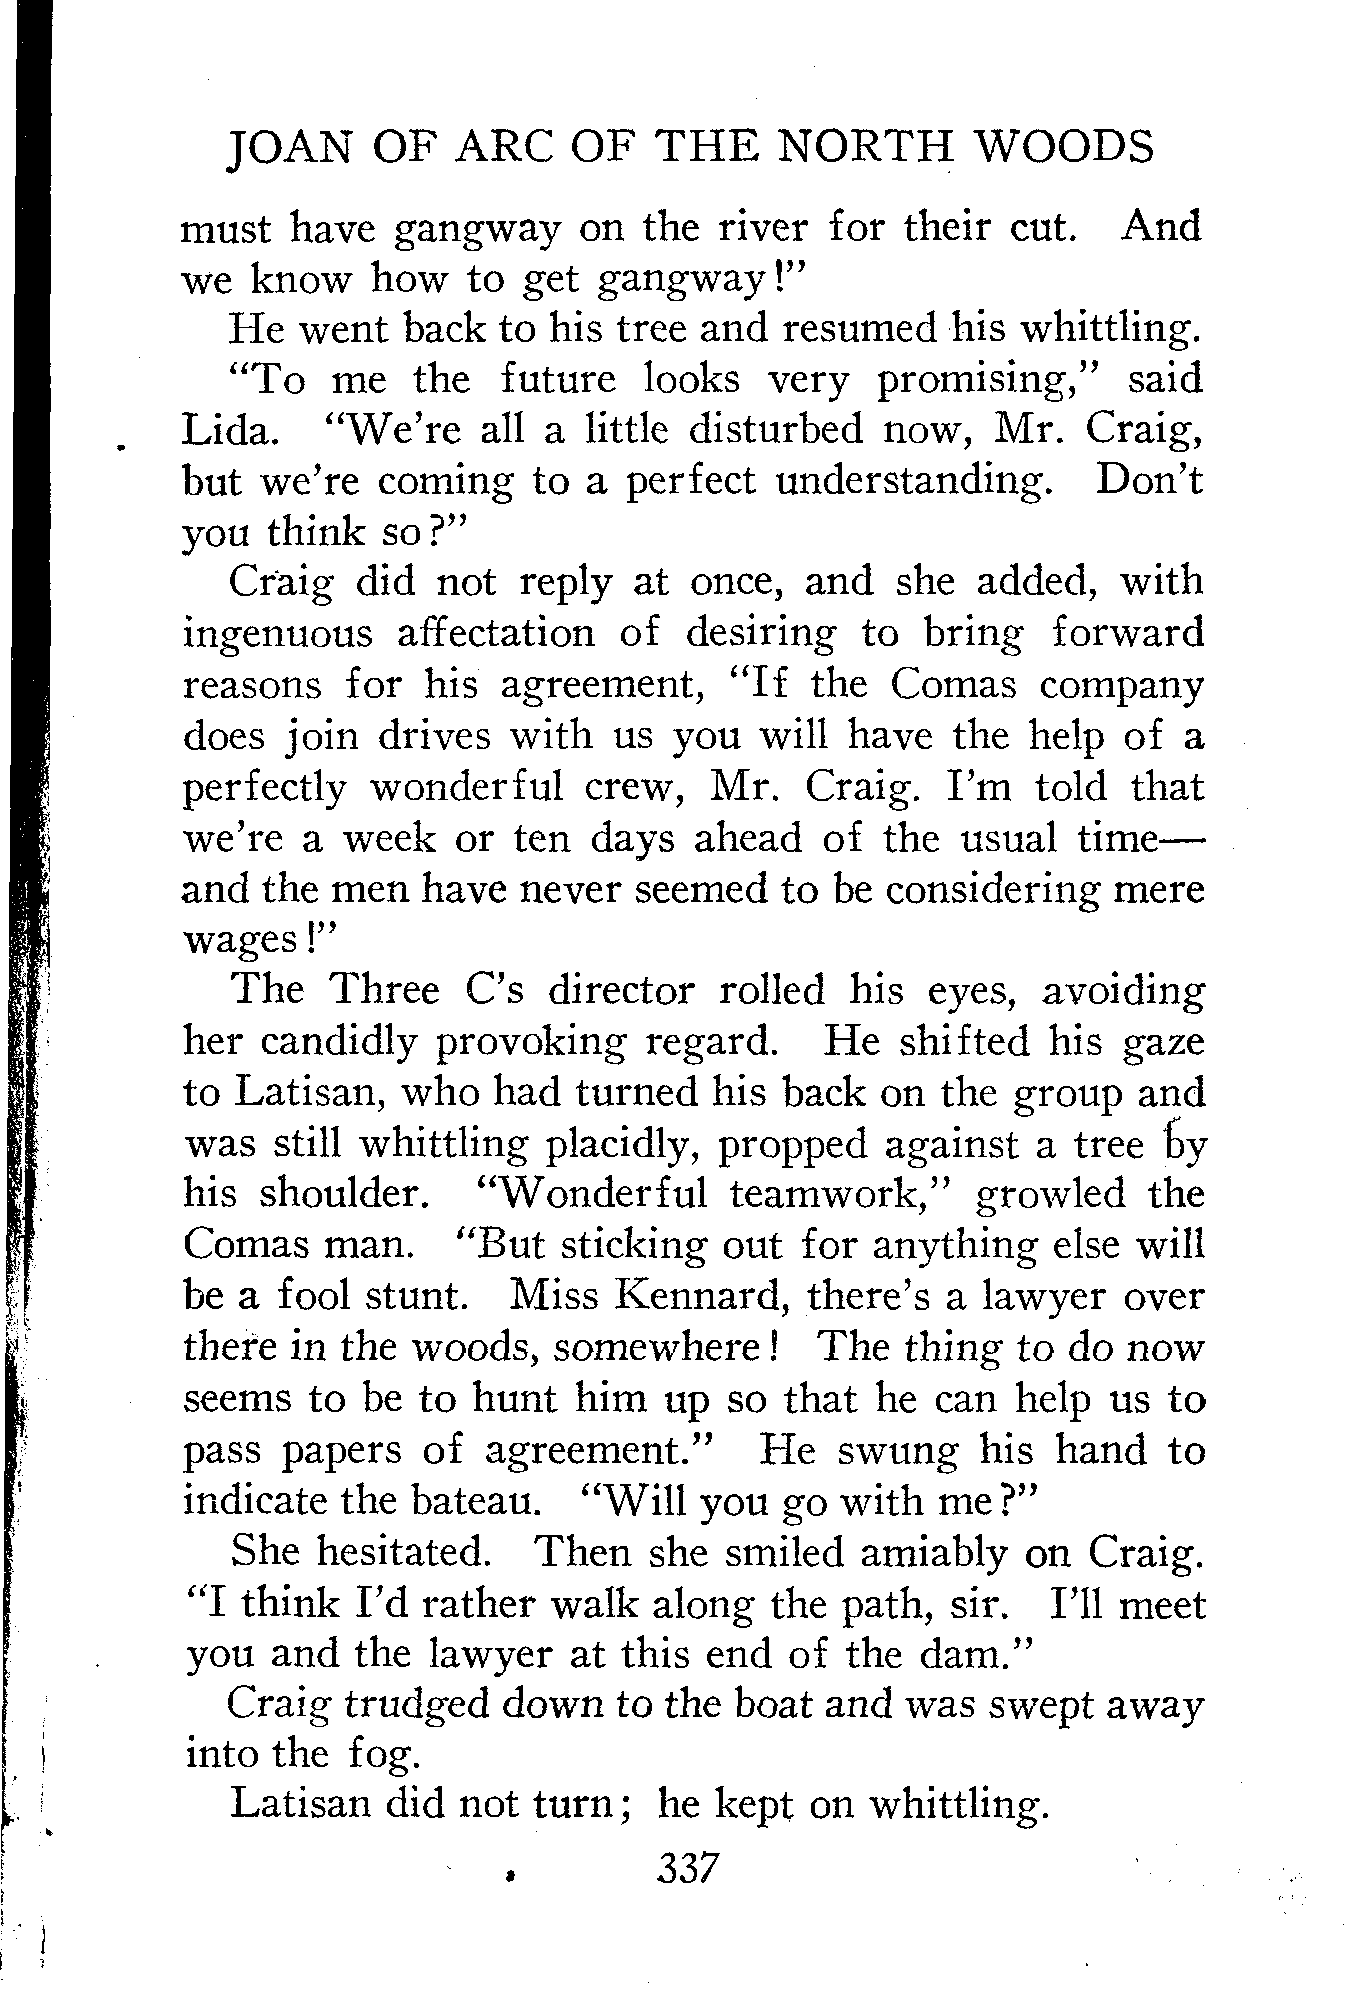 JOAN OF ARC OF THE NORTH WOODS
must have gangway on the river for their cut. And
we know how to get gangway!"
He went back to his tree and resumed his whittling.
"To me the future looks very promising," said
Lida. "We're all a little disturbed now, Mr. Craig,
but we're coming to a perfect understanding. Don't
you think so?"
Craig did not reply at once, and she added, with
ingenuous affectation of desiring to bring forward
reasons for his agreement, "If the Comas company
does join drives with us you will have the help of a
perfectly wonderful crew, Mr. Craig. I'm told that
we're a week or ten days ahead of the usual time—
and the men have never seemed to be considering mere
wages!"
The Three C's director rolled his eyes, avoiding
her candidly provoking regard. He shifted his gaze
to Latisan, who had turned his back on the group and
was still whittling placidly, propped against a tree by
his shoulder. "Wonderful teamwork," growled the
Comas man. "But sticking out for anything else will
be a fool stunt. Miss Kennard, there's a lawyer over
there in the woods, somewhere! The thing to do now
seems to be to hunt him up so that he can help us to
pass papers of agreement." He swung his hand to
indicate the bateau. "Will you go with me?"
She hesitated. Then she smiled amiably on Craig.
"I think I'd rather walk along the path, sir. I'll meet
you and the lawyer at this end of the dam."
Craig trudged down to the boat and was swept away
into the fog.
Latisan did not turn; he kept on whittling.
337